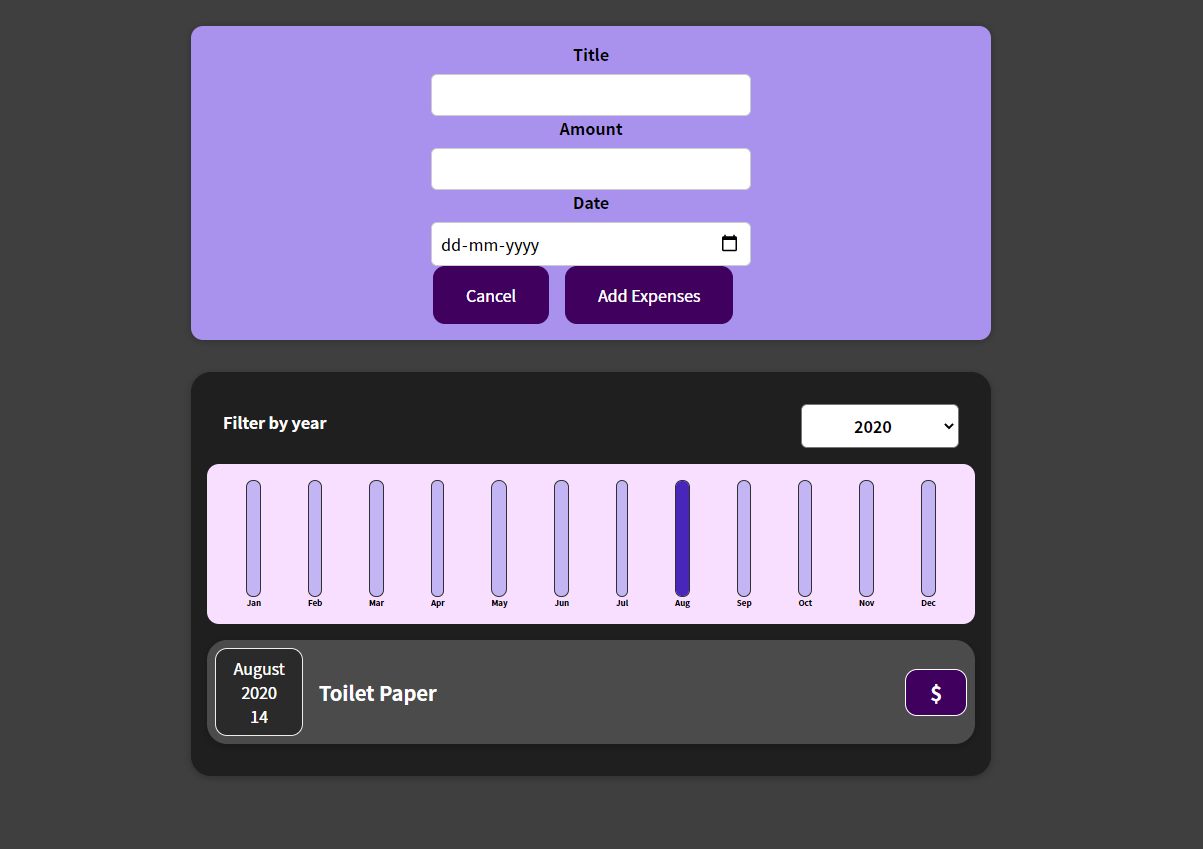 Title
Amount
Date
dd-mm-yyyy
Cancel Add Expenses
Filter by year 2020
Jan Feb Mar Apr May Jun Jul Aug Sep Oct Nov Dec
August
2020
14
Toilet Paper
$